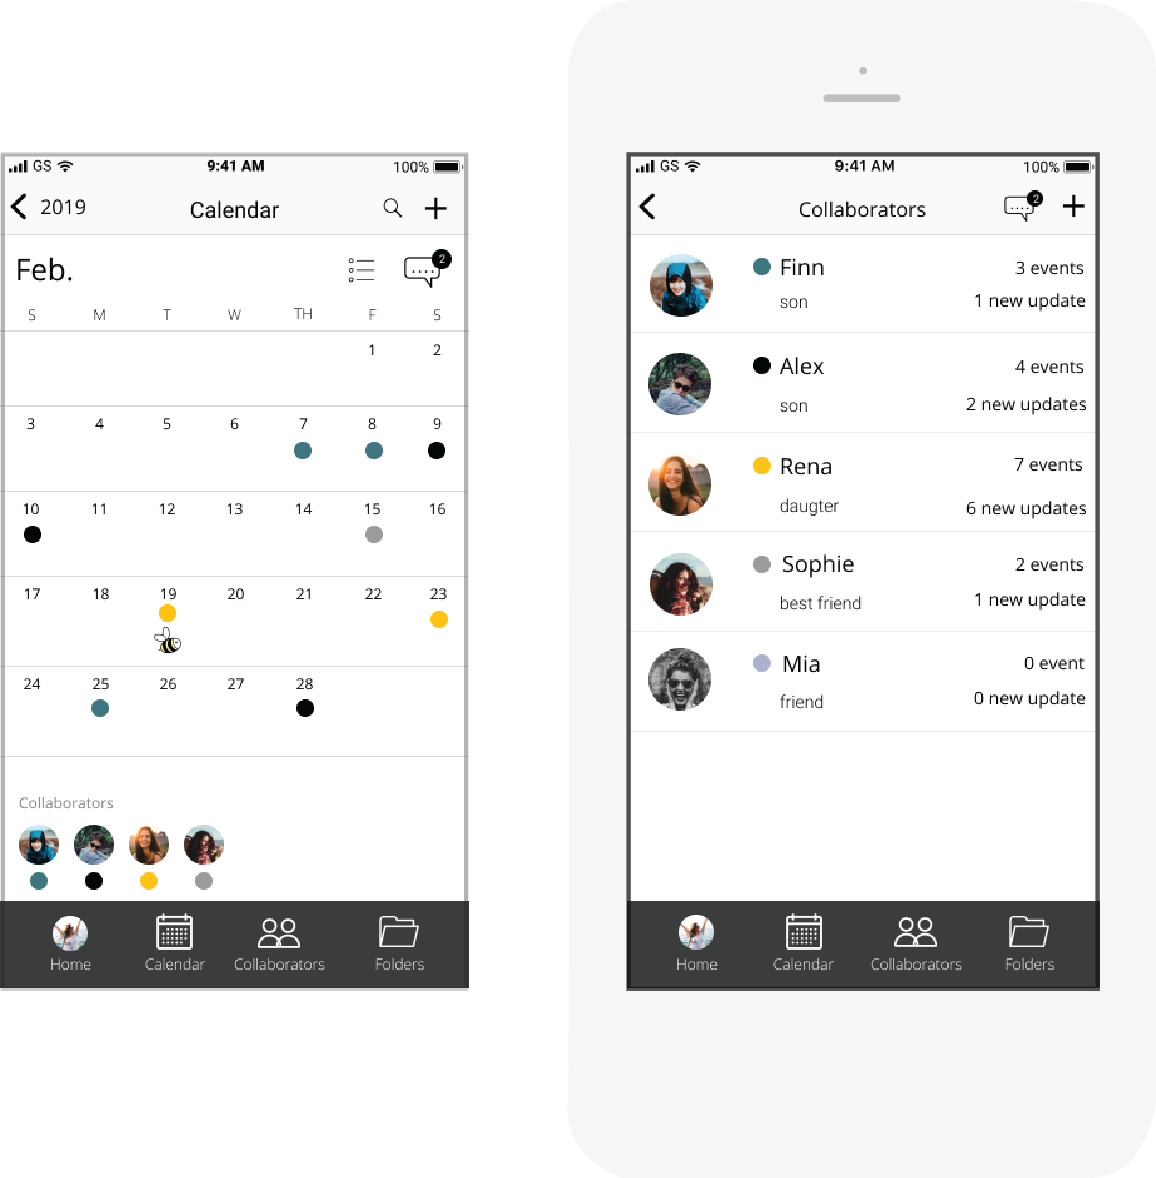 GS 9:41 AM 100%
2019 Calendar
Feb. 2
S M T W TH F S
1 2
3 4 5 6 7 8 9
10 11 12 13 14 15 16
17 18 19 20 21 22 23
24 25 26 27 28
Collaborators
Home Calendar Collaborators Folders
GS 9:41 AM 100%
Collaborators 2
Finn 3 events
son 1 new update
Alex 4 events
son 2 new updates
Rena 7 events
daugter 6 new updates
Sophie 2 events
best friend 1 new update
Mia 0 event
friend 0 new update
Home Calendar Collaborators Folders